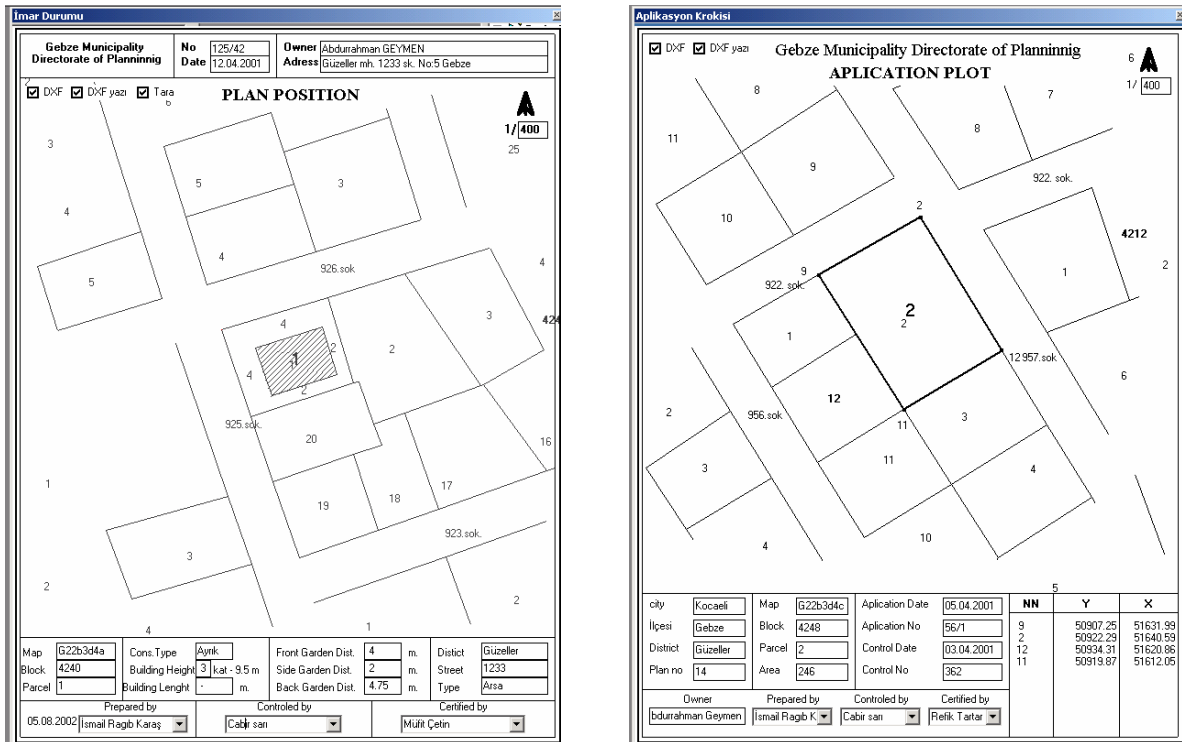 İmar Durumu
Gebze Municipality
Directorate of Planninnig
No 125/42
Date 12.04.2001
Owner Abdurrahman GEYMEN
Adress Güzeller mh. 1233 sk. No:5 Gebze
DXF DXF yazı Tara
PLAN POSITION
1/ 400
25
3
6
5
3
4
4
5
926.sok
4
4
3
424
2
1
4
2
2
925.sok.
20
16
17
18
19
1
923.sok.
3
2
2
4
1
Map G22b3d4a
Block 4240
Parcel 1
Cons.Type Ayrık
Building Height 3 kat - 9.5 m
Building Lenght - m.
Front Garden Dist. 4 m.
Side Garden Dist. 2 m.
Back Garden Dist. 4.75 m.
Distict Güzeller
Street 1233
Type Arsa
Prepared by
Controled by
Certified by
05.08.2002 İsmail Ragıb Karaş
Cabir sarı
Müfit Çetin
Aplikasyon Krokisi
DXF DXF yazı
Gebze Municipality Directorate of Planninnig
APLICATION PLOT
6
1/ 400
8
7
11
8
9
922. sok.
10
2
4212
2
9
1
922. sok.
2
2
1
12 957.sok
6
12
2
956.sok
11
3
3
11
4
4
10
5
city Kocaeli
İlçesi Gebze
District Güzeller
Plan no 14
Map G22b3d4c
Block 4248
Parcel 2
Area 246
Aplication Date 05.04.2001
Aplication No 56/1
Control Date 03.04.2001
Control No 362
NN Y X
9 50907.25 51631.99
2 50922.29 51640.59
12 50934.31 51620.86
11 50919.87 51612.05
Owner
Prepared by
Controled by
Certified by
bdurrahman Geymen
İsmail Ragıb K
Cabir sarı
Refik Tartar